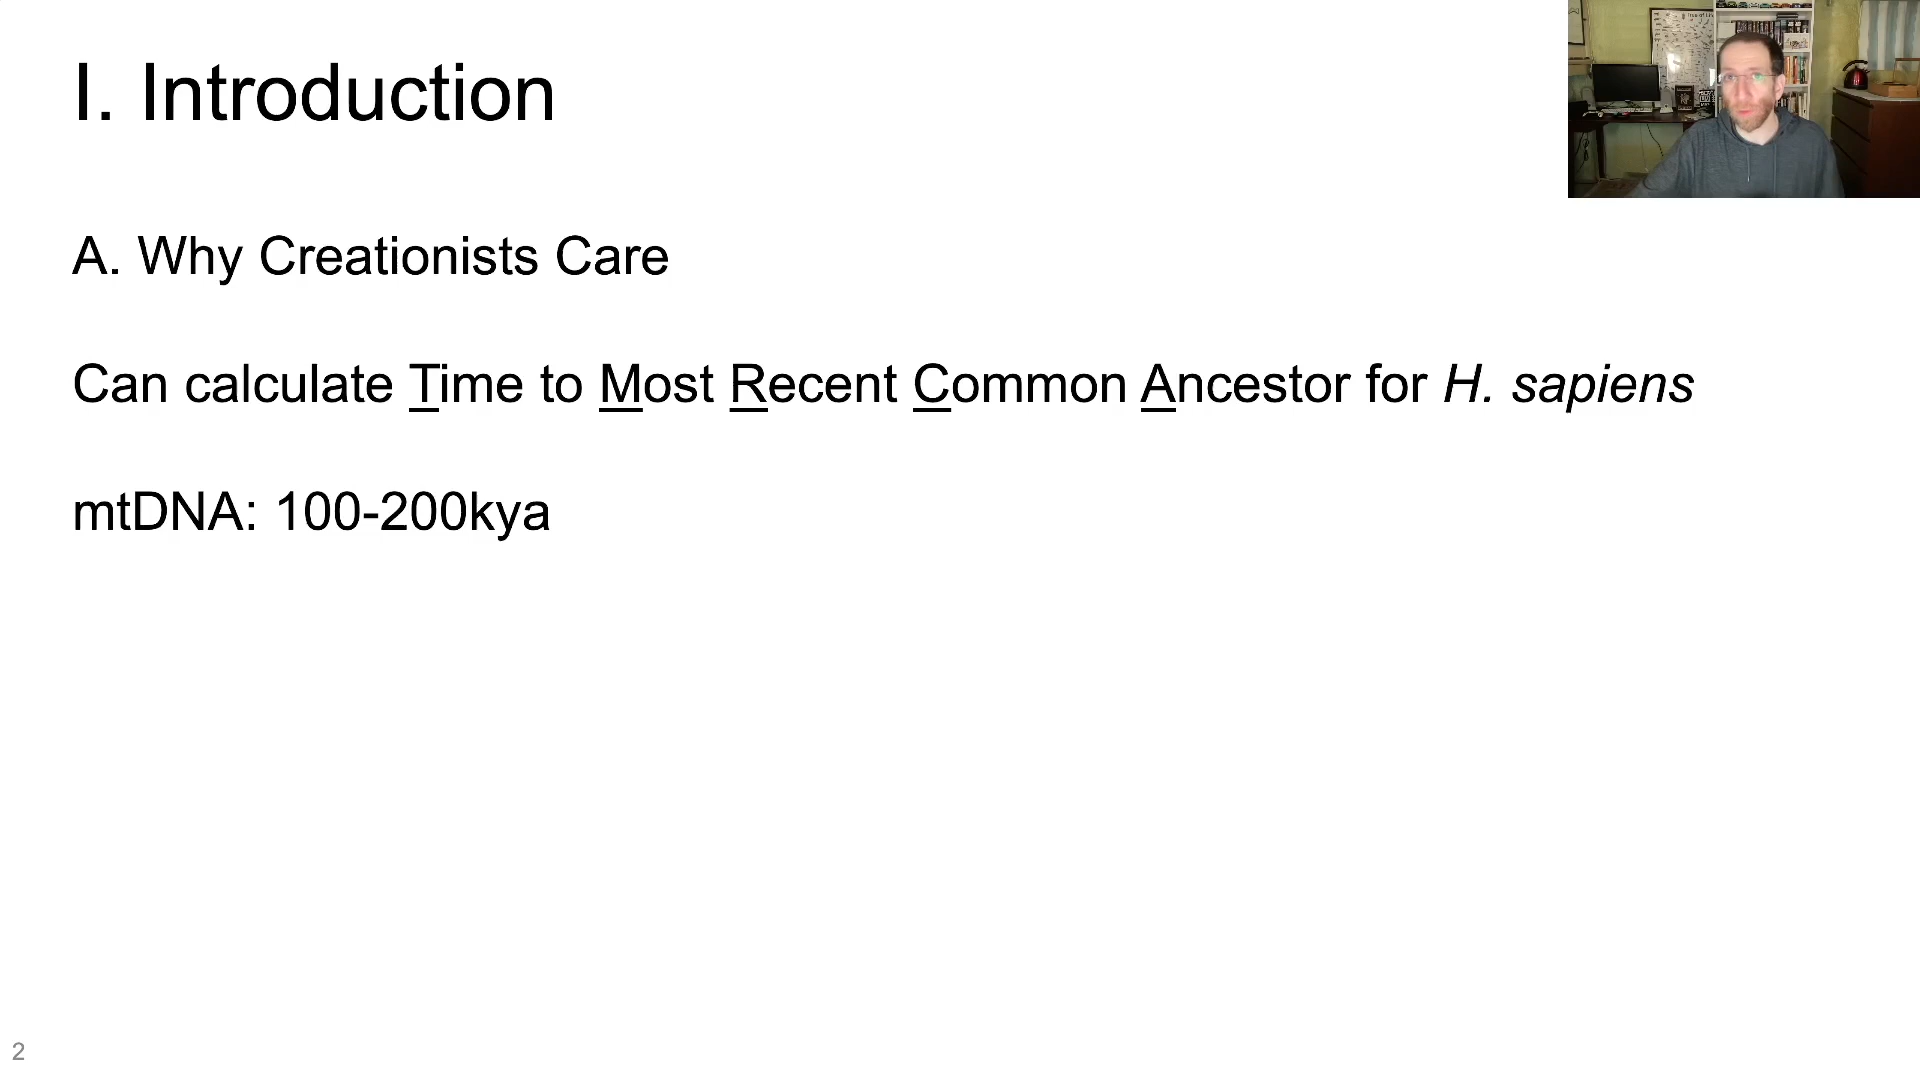 I. Introduction
A. Why Creationists Care
Can calculate Time to Most Recent Common Ancestor for H. sapiens
mtDNA: 100-200kya
2